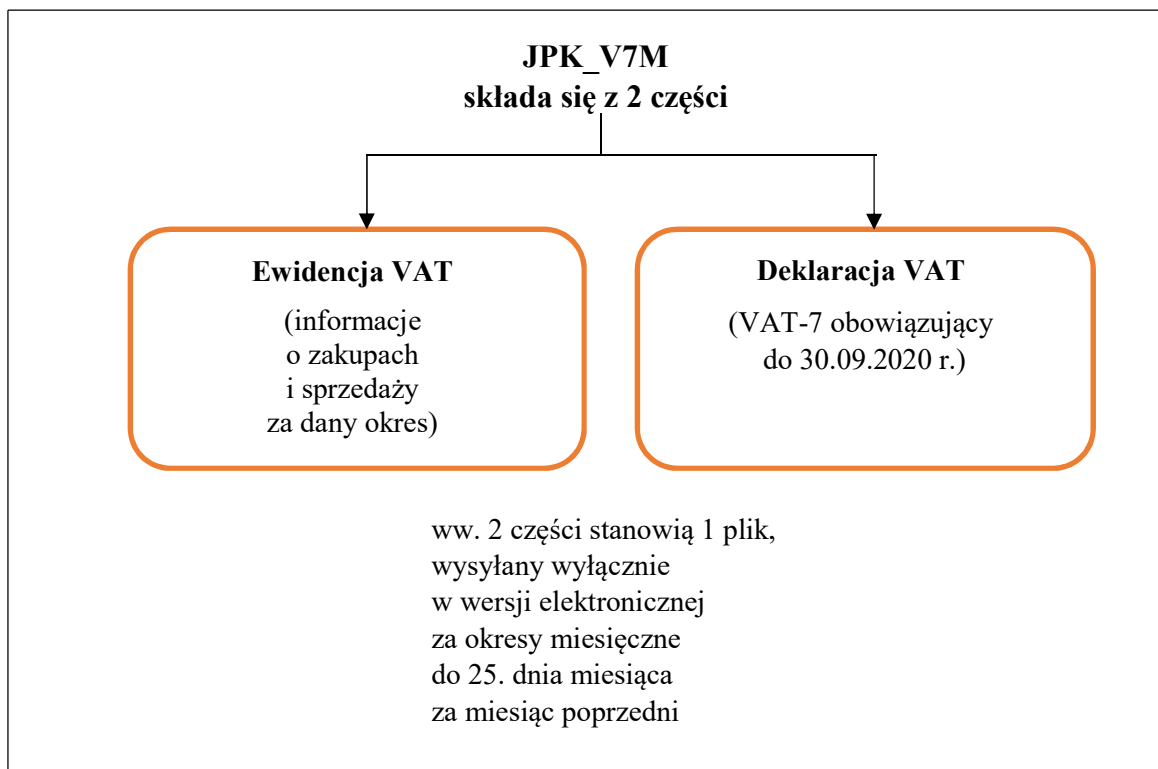 JPK_V7M
składa się z 2 części
Ewidencja VAT
(informacje
o zakupach
i sprzedaży
za dany okres)
Deklaracja VAT
(VAT-7 obowiązujący
do 30.09.2020 r.)
ww. 2 części stanowią 1 plik,
wysyłany wyłącznie
w wersji elektronicznej
za okresy miesięczne
do 25. dnia miesiąca
za miesiąc poprzedni